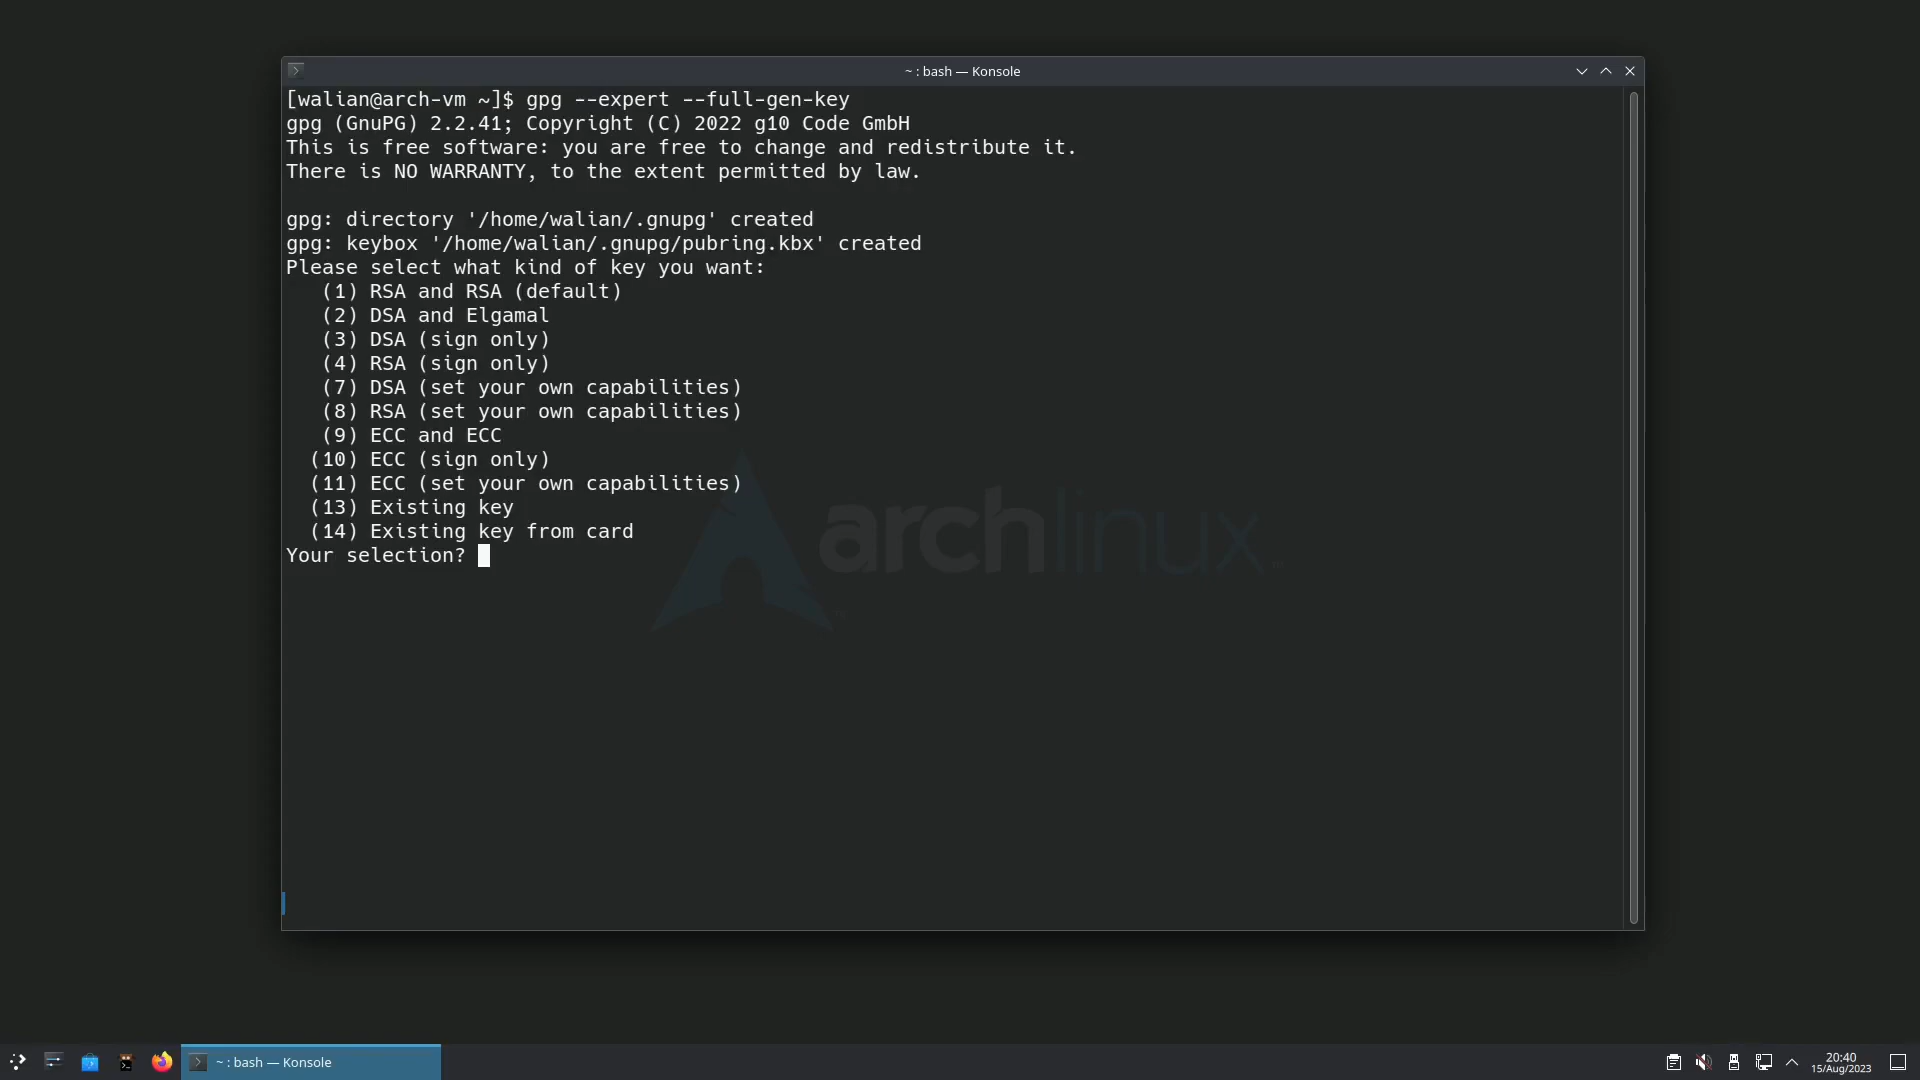 ~ : bash — Konsole
[walian@arch-vm ~]$ gpg --expert --full-gen-key
gpg (GnuPG) 2.2.41; Copyright (C) 2022 g10 Code GmbH
This is free software: you are free to change and redistribute it.
There is NO WARRANTY, to the extent permitted by law.
gpg: directory '/home/walian/.gnupg' created
gpg: keybox '/home/walian/.gnupg/pubring.kbx' created
Please select what kind of key you want:
(1) RSA and RSA (default)
(2) DSA and Elgamal
(3) DSA (sign only)
(4) RSA (sign only)
(7) DSA (set your own capabilities)
(8) RSA (set your own capabilities)
(9) ECC and ECC
(10) ECC (sign only)
(11) ECC (set your own capabilities)
(13) Existing key
(14) Existing key from card
Your selection?
archlinux
~ : bash — Konsole
20:40
15/Aug/2023